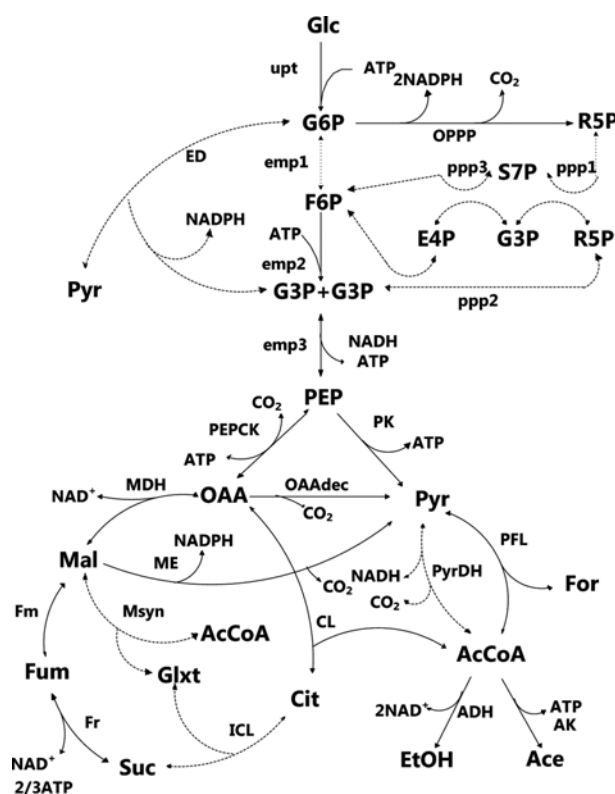 Glc
upt
ATP
2NADPH
CO2
G6P
OPPP
R5P
ED
emp1
ppp3
S7P
ppp1
F6P
NADPH
ATP
emp2
E4P
G3P
R5P
Pyr
G3P+G3P
ppp2
emp3
NADH
ATP
PEP
CO2
PEPCK
PK
ATP
ATP
NAD+
MDH
OAA
OAAdec
CO2
Pyr
Mal
NADPH
ME
CO2
NADH
PyrDH
PFL
CO2
For
Fm
Msyn
AcCoA
CL
AcCoA
Fum
Glxt
Cit
Fr
ICL
2NAD+
ADH
ATP
AK
NAD+
2/3ATP
Suc
EtOH
Ace